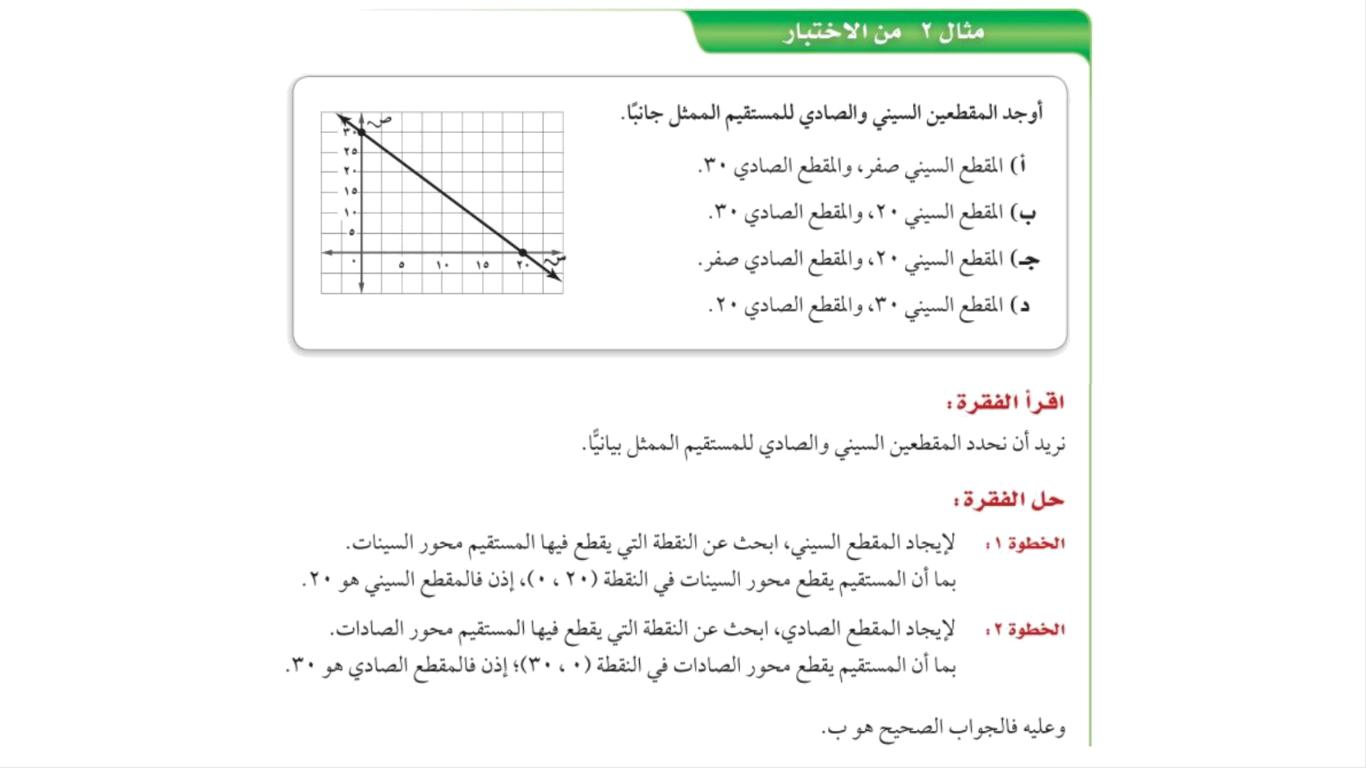 مثال ٢ من الاختبار
أوجد المقطعين السيني والصادي للمستقيم الممثل جانبًا.
أ) المقطع السيني صفر، والمقطع الصادي ٣٠.
ب) المقطع السيني ٢٠، والمقطع الصادي ٣٠.
جـ) المقطع السيني ٢٠، والمقطع الصادي صفر.
د) المقطع السيني ٣٠، والمقطع الصادي ٢٠.
ص
٣٠
٢٥
٢٠
١٥
١٠
٥
٠ ٥ ١٠ ١٥ ٢٠ س
اقرأ الفقرة:
نريد أن نحدد المقطعين السيني والصادي للمستقيم الممثل بيانيًّا.
حل الفقرة:
الخطوة ١: لإيجاد المقطع السيني، ابحث عن النقطة التي يقطع فيها المستقيم محور السينات.
بما أن المستقيم يقطع محور السينات في النقطة (٢٠ ، ٠)، إذن فالمقطع السيني هو ٢٠.
الخطوة ٢: لإيجاد المقطع الصادي، ابحث عن النقطة التي يقطع فيها المستقيم محور الصادات.
بما أن المستقيم يقطع محور الصادات في النقطة (٠ ، ٣٠)؛ إذن فالمقطع الصادي هو ٣٠.
وعليه فالجواب الصحيح هو ب.